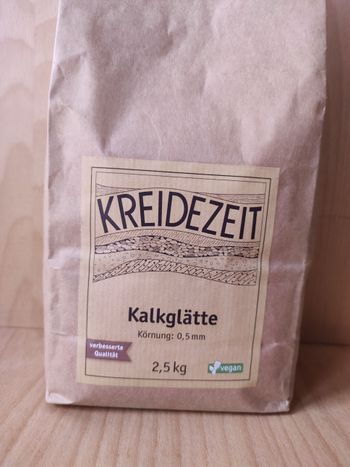 KREIDEZEIT
Kalkglätte
Körnung: 0,5 mm
verbesserte
Qualität
2,5 kg
vegan